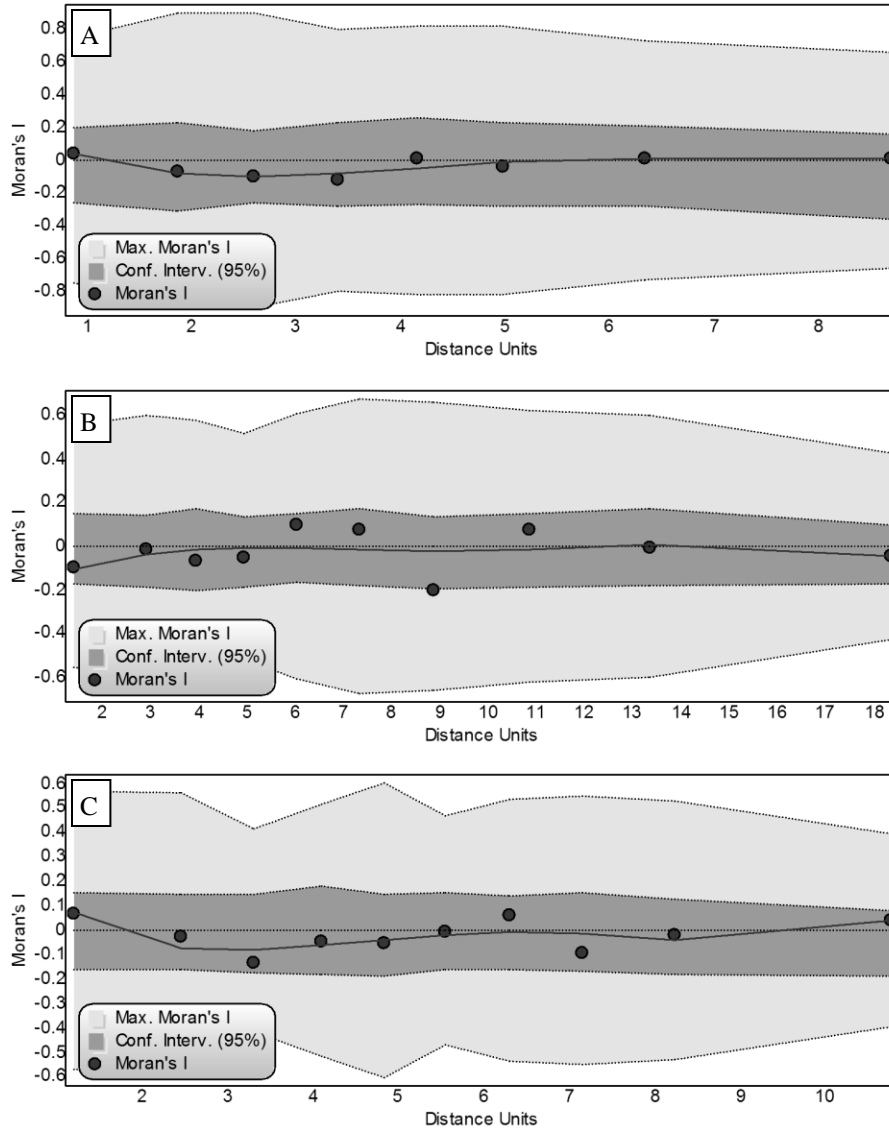 A
0.8
0.6
0.4
0.2
0
-0.2
-0.4
-0.6
-0.8
Moran's I
Max. Moran's I
Conf. Interv. (95%)
Moran's I
1 2 3 4 5 6 7 8
Distance Units
B
0.6
0.4
0.2
0
-0.2
-0.4
-0.6
Moran's I
Max. Moran's I
Conf. Interv. (95%)
Moran's I
2 3 4 5 6 7 8 9 10 11 12 13 14 15 16 17 18
Distance Units
C
0.6
0.5
0.4
0.3
0.2
0.1
0
-0.1
-0.2
-0.3
-0.4
-0.5
-0.6
Moran's I
Max. Moran's I
Conf. Interv. (95%)
Moran's I
2 3 4 5 6 7 8 9 10
Distance Units